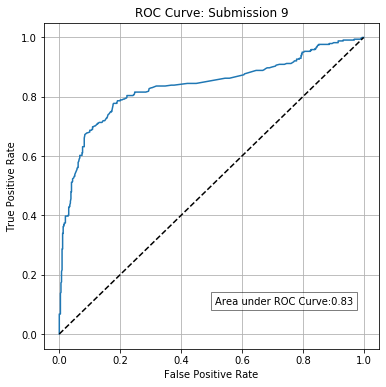 ROC Curve: Submission 9
True Positive Rate
1.0
0.8
0.6
0.4
0.2
0.0
Area under ROC Curve:0.83
0.0 0.2 0.4 0.6 0.8 1.0
False Positive Rate